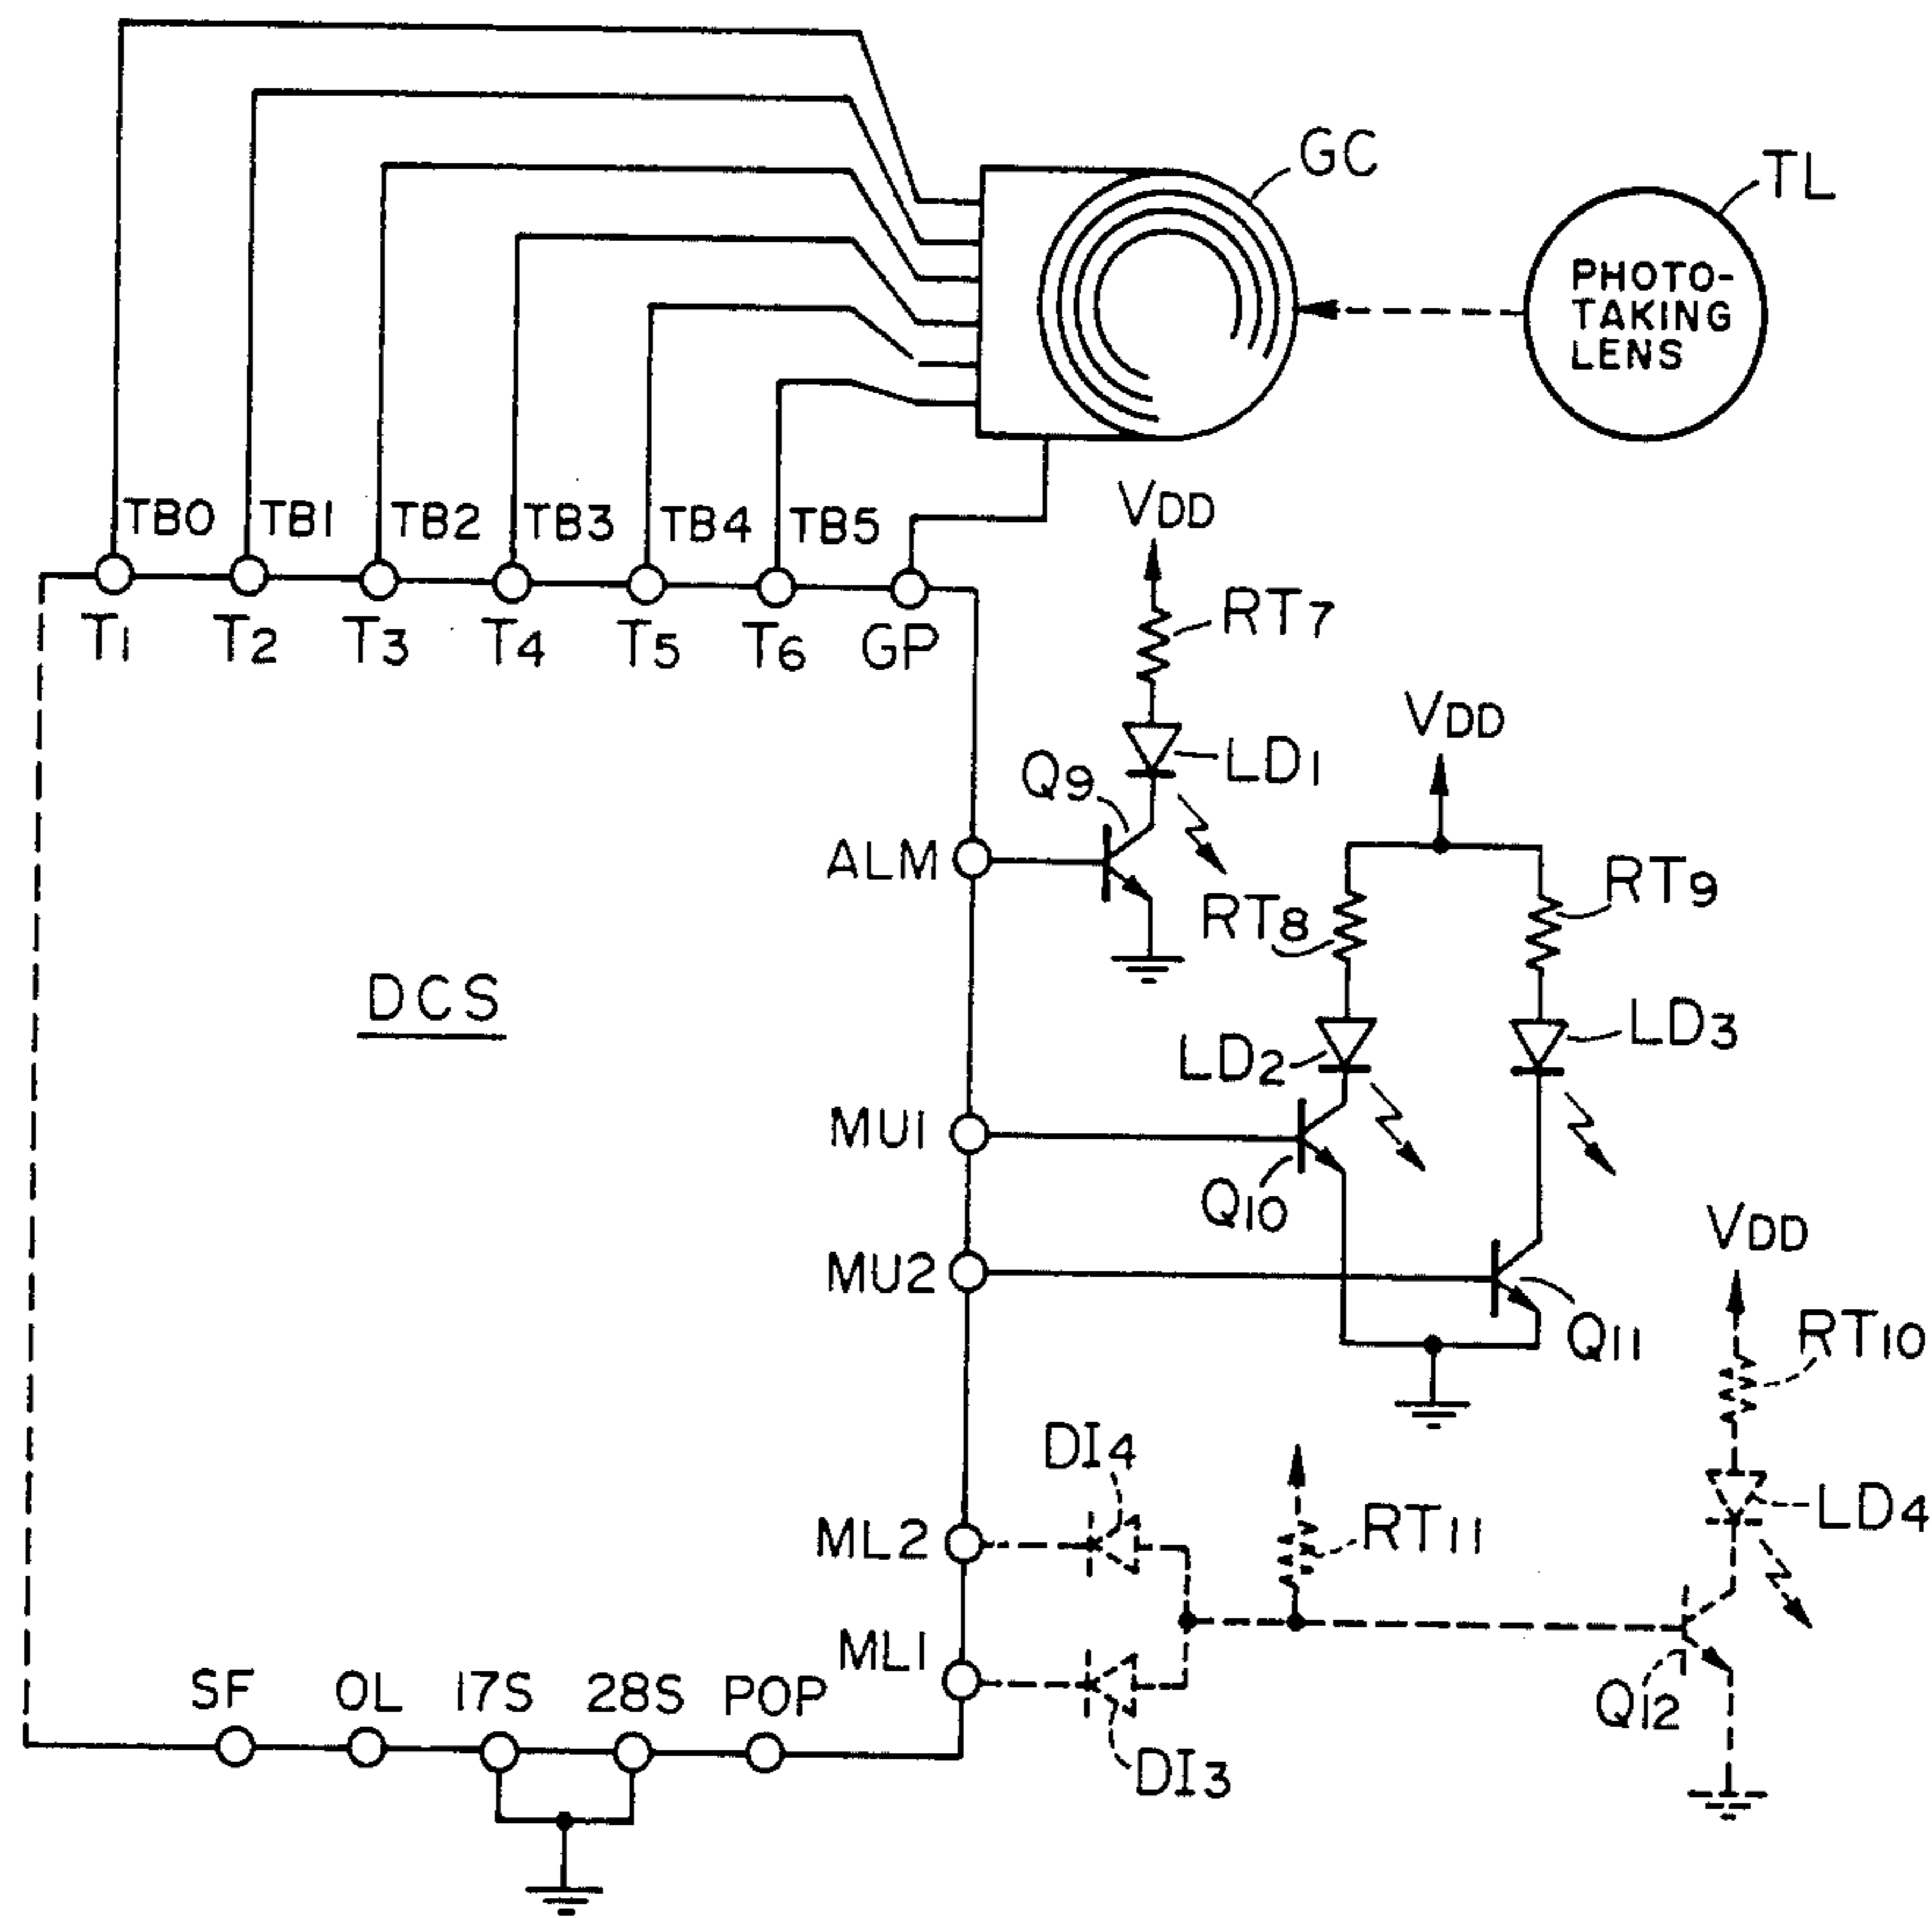 GC
TL
PHOTO-
TAKING
LENS
TB0 TB1 TB2 TB3 TB4 TB5
VDD
T1 T2 T3 T4 T5 T6 GP
RT7
VDD
LD1
Q9
ALM
RT9
RT8
DCS
LD3
LD2
MU1
Q10
VDD
MU2
Q11
RT10
DI4
LD4
RT11
ML2
ML1
SF OL 17S 28S POP
Q12
DI3